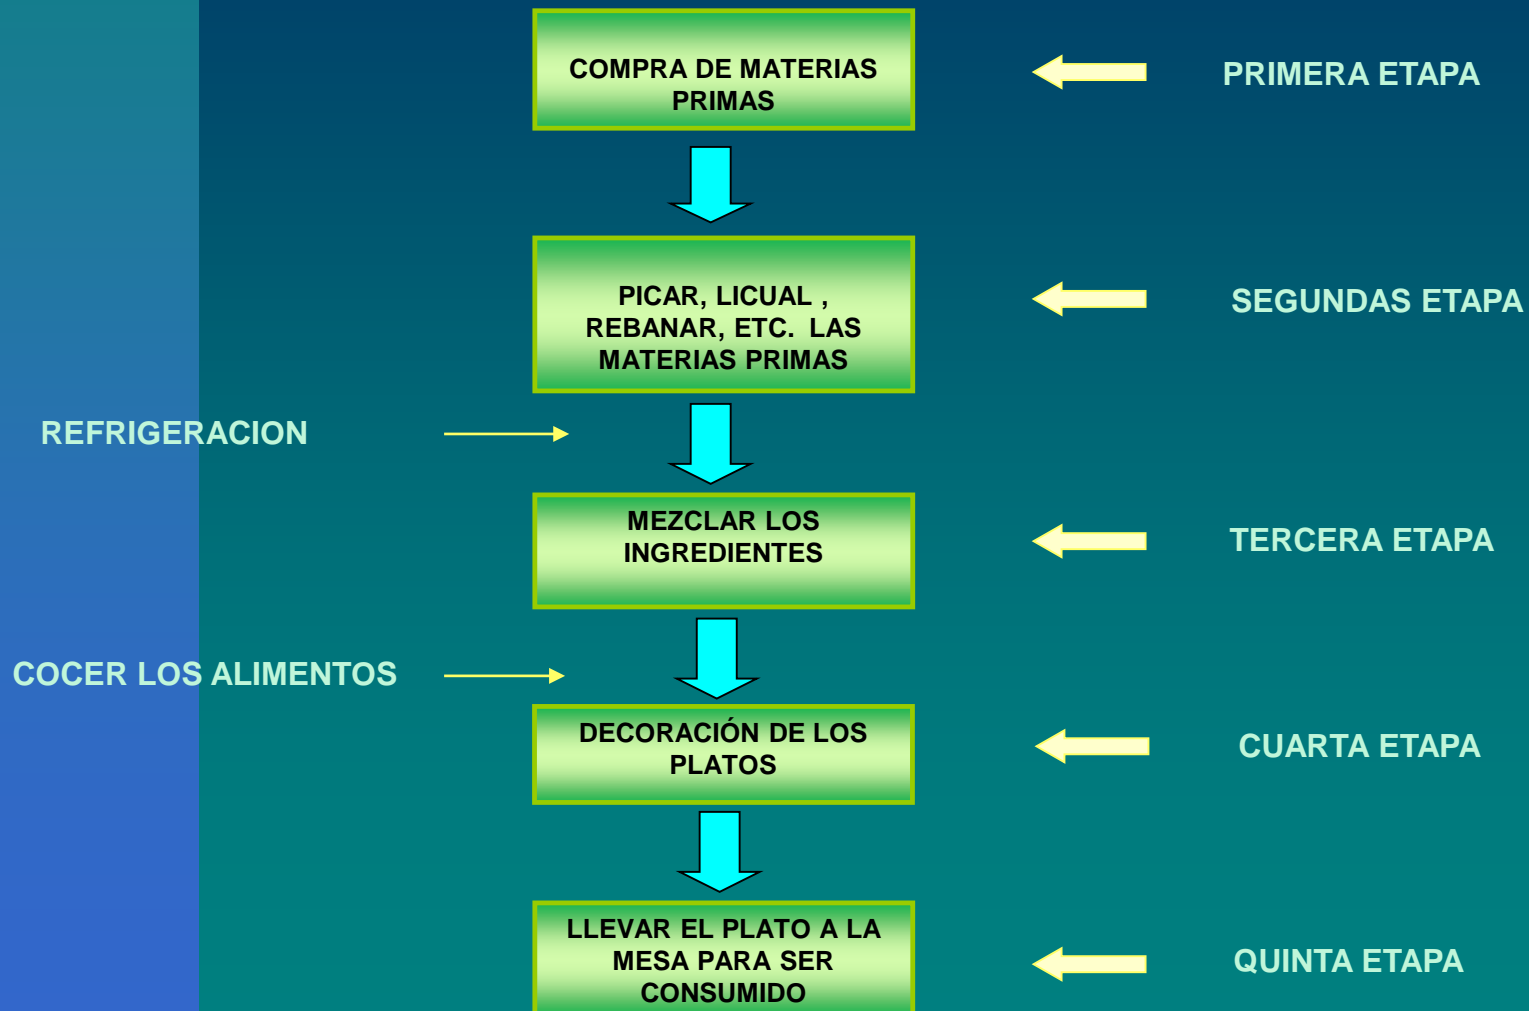 COMPRA DE MATERIAS
PRIMAS
PRIMERA ETAPA
PICAR, LICUAL ,
REBANAR, ETC. LAS
MATERIAS PRIMAS
SEGUNDAS ETAPA
REFRIGERACION
MEZCLAR LOS
INGREDIENTES
TERCERA ETAPA
COCER LOS ALIMENTOS
DECORACIÓN DE LOS
PLATOS
CUARTA ETAPA
LLEVAR EL PLATO A LA
MESA PARA SER
CONSUMIDO
QUINTA ETAPA